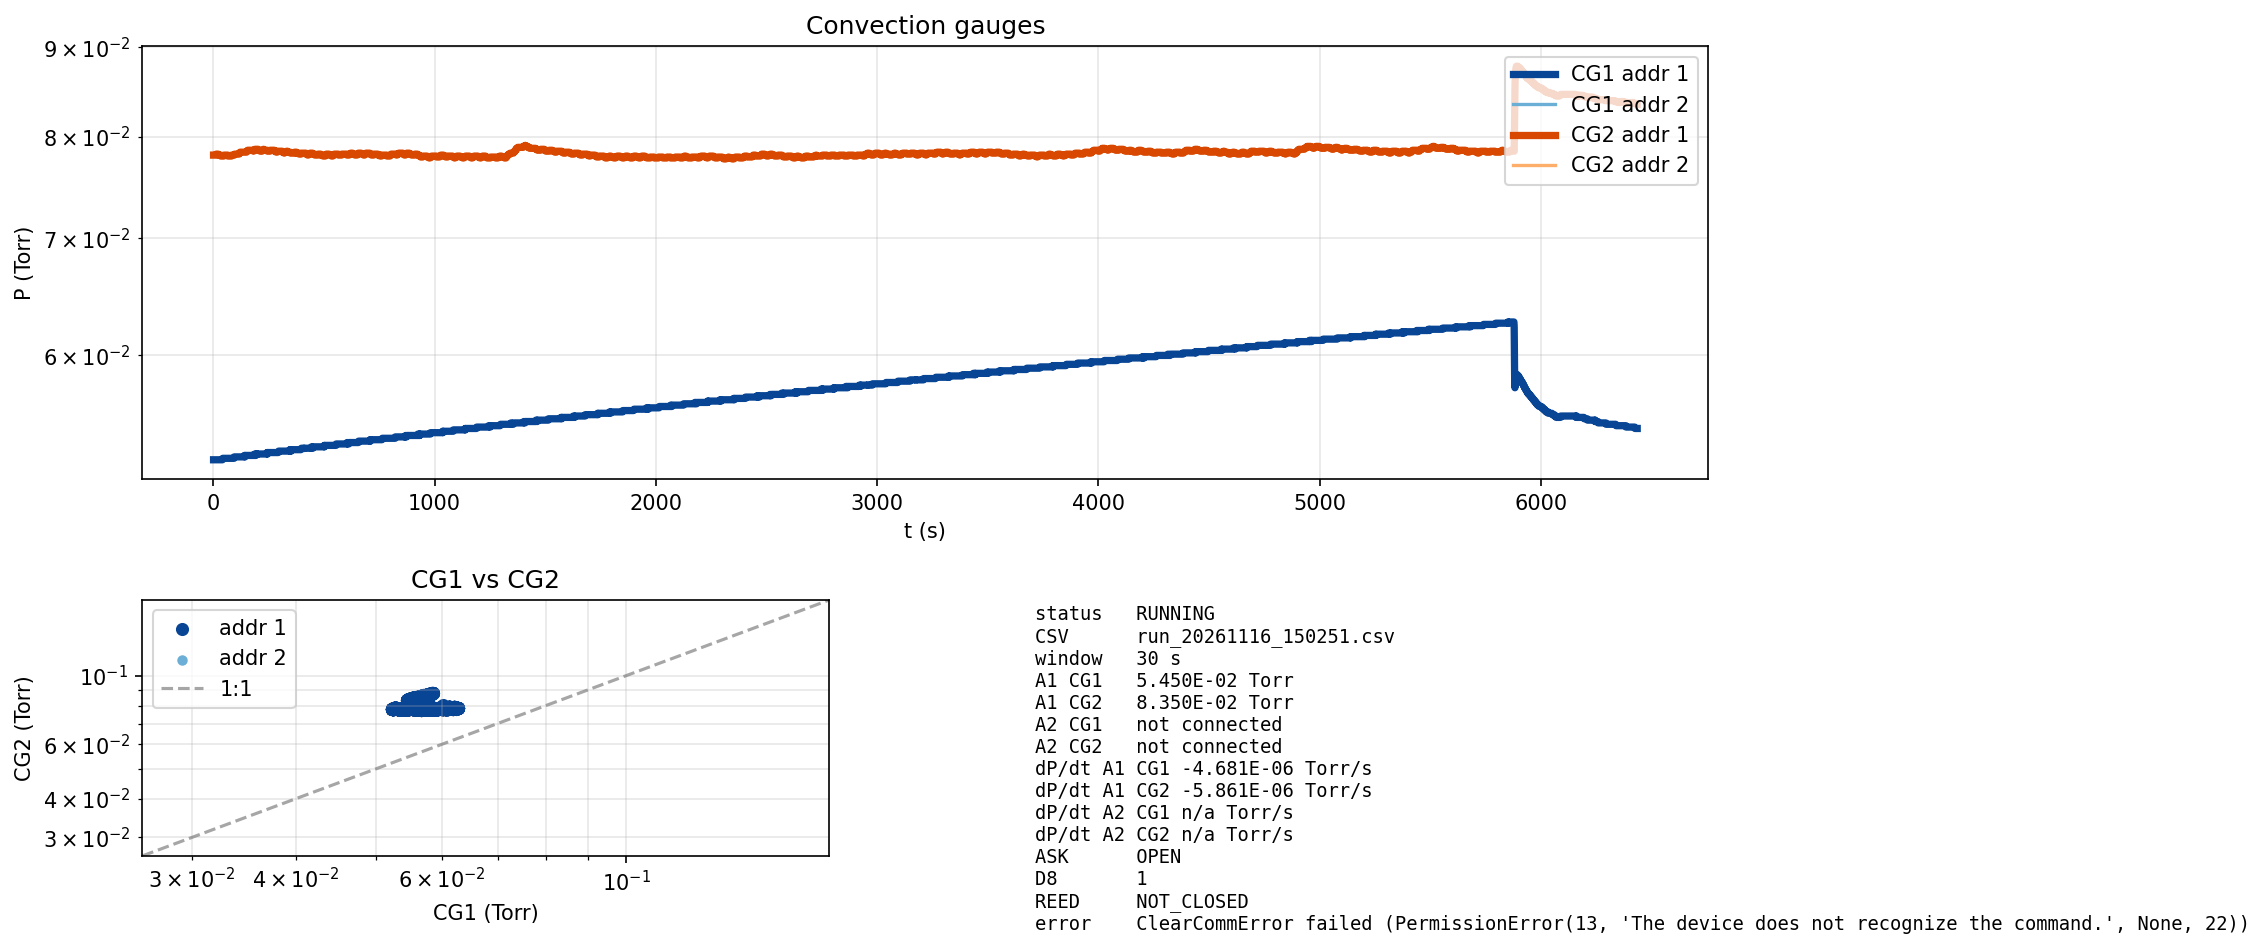 Convection gauges
9×10⁻²
8×10⁻²
7×10⁻²
6×10⁻²
P (Torr)
CG1 addr 1
CG1 addr 2
CG2 addr 1
CG2 addr 2
0 1000 2000 3000 4000 5000 6000
t (s)
CG1 vs CG2
addr 1
addr 2
1:1
10⁻¹
6×10⁻²
4×10⁻²
3×10⁻²
CG2 (Torr)
3×10⁻² 4×10⁻² 6×10⁻² 10⁻¹
CG1 (Torr)
status RUNNING
CSV run_20261116_150251.csv
window 30 s
A1 CG1 5.450E-02 Torr
A1 CG2 8.350E-02 Torr
A2 CG1 not connected
A2 CG2 not connected
dP/dt A1 CG1 -4.681E-06 Torr/s
dP/dt A1 CG2 -5.861E-06 Torr/s
dP/dt A2 CG1 n/a Torr/s
dP/dt A2 CG2 n/a Torr/s
ASK OPEN
D8 1
REED NOT_CLOSED
error ClearCommError failed (PermissionError(13, 'The device does not recognize the command.', None, 22))